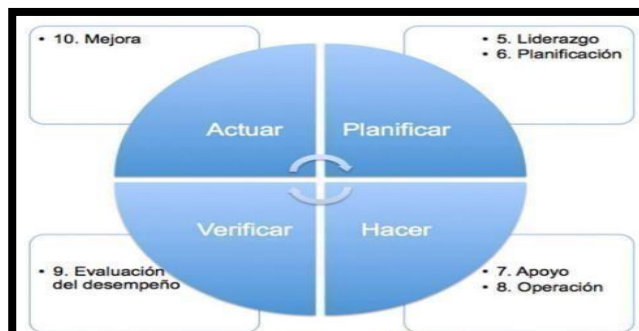 • 10. Mejora
• 5. Liderazgo
• 6. Planificación
Actuar
Planificar
Verificar
Hacer
• 9. Evaluación
del desempeño
• 7. Apoyo
• 8. Operación